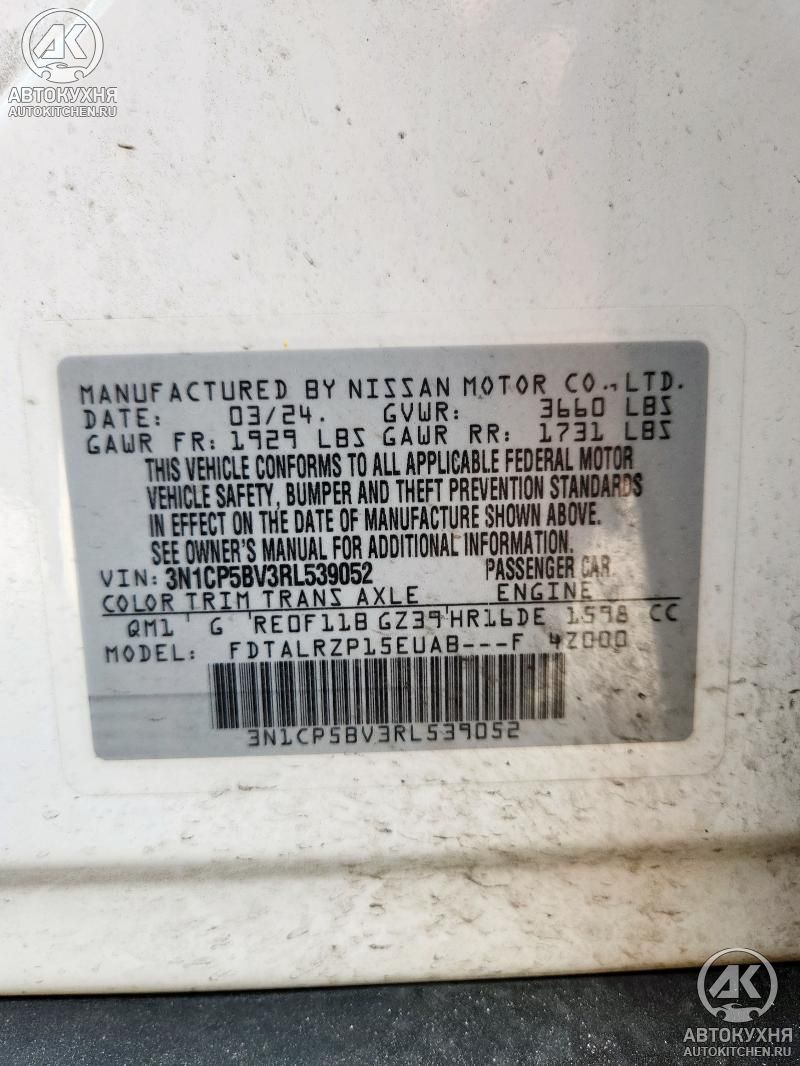 АК
АВТОКУХНЯ
AUTOKITCHEN.RU
MANUFACTURED BY NISSAN MOTOR CO., LTD.
DATE: 03/24. GVWR: 3660 LBS
GAWR FR: 1929 LBS GAWR RR: 1731 LBS
THIS VEHICLE CONFORMS TO ALL APPLICABLE FEDERAL MOTOR
VEHICLE SAFETY, BUMPER AND THEFT PREVENTION STANDARDS
IN EFFECT ON THE DATE OF MANUFACTURE SHOWN ABOVE.
SEE OWNER'S MANUAL FOR ADDITIONAL INFORMATION.
VIN: 3N1CP5BV3RL539052 PASSENGER CAR
COLOR TRIM TRANS AXLE ENGINE
QM1 G RE0F11B GZ39 HR16DE 1598 CC
MODEL: FDTALRZP15EUAB---F 4Z000
3N1CP5BV3RL539052
АК
АВТОКУХНЯ
AUTOKITCHEN.RU